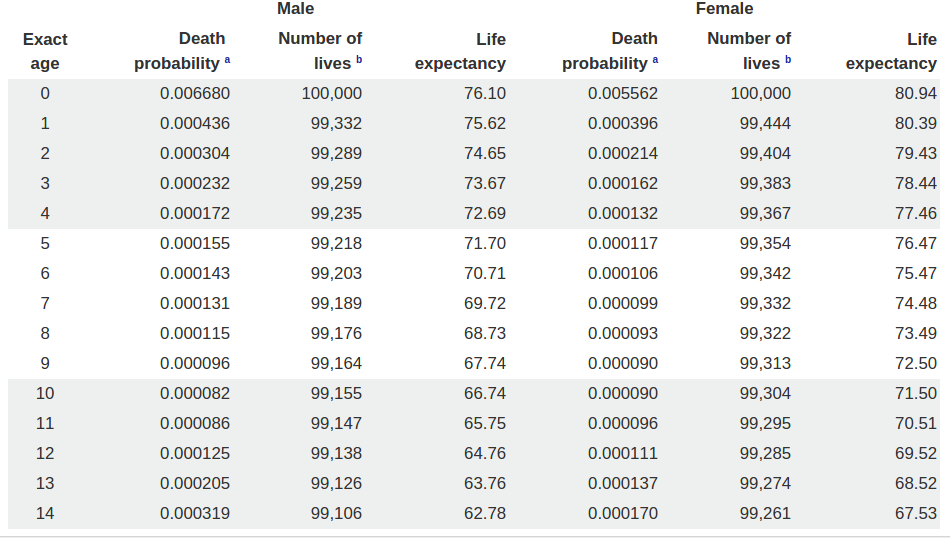 Male Female
Exact Death Number of Life Death Number of Life
age probability a lives b expectancy probability a lives b expectancy
0 0.006680 100,000 76.10 0.005562 100,000 80.94
1 0.000436 99,332 75.62 0.000396 99,444 80.39
2 0.000304 99,289 74.65 0.000214 99,404 79.43
3 0.000232 99,259 73.67 0.000162 99,383 78.44
4 0.000172 99,235 72.69 0.000132 99,367 77.46
5 0.000155 99,218 71.70 0.000117 99,354 76.47
6 0.000143 99,203 70.71 0.000106 99,342 75.47
7 0.000131 99,189 69.72 0.000099 99,332 74.48
8 0.000115 99,176 68.73 0.000093 99,322 73.49
9 0.000096 99,164 67.74 0.000090 99,313 72.50
10 0.000082 99,155 66.74 0.000090 99,304 71.50
11 0.000086 99,147 65.75 0.000096 99,295 70.51
12 0.000125 99,138 64.76 0.000111 99,285 69.52
13 0.000205 99,126 63.76 0.000137 99,274 68.52
14 0.000319 99,106 62.78 0.000170 99,261 67.53